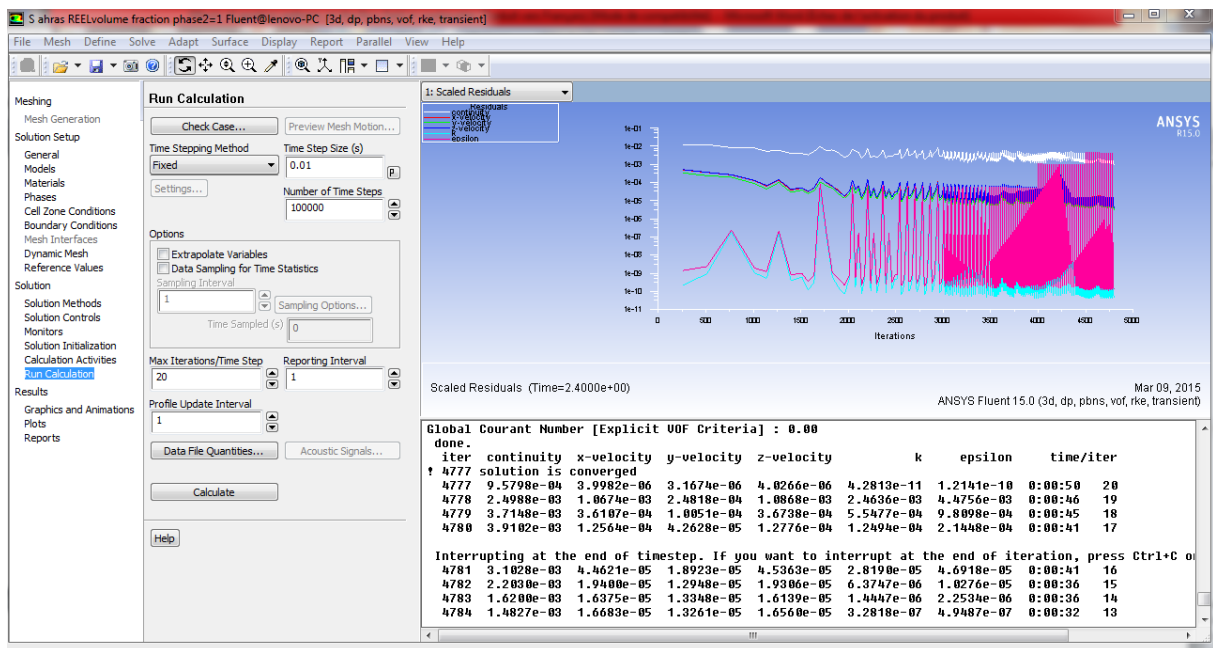 S ahras REELvolume fraction phase2=1 Fluent@lenovo-PC [3d, dp, pbns, vof, rke, transient]
File Mesh Define Solve Adapt Surface Display Report Parallel View Help
Meshing
Mesh Generation
Solution Setup
General
Models
Materials
Phases
Cell Zone Conditions
Boundary Conditions
Mesh Interfaces
Dynamic Mesh
Reference Values
Solution
Solution Methods
Solution Controls
Monitors
Solution Initialization
Calculation Activities
Run Calculation
Results
Graphics and Animations
Plots
Reports
Run Calculation
Check Case... Preview Mesh Motion...
Time Stepping Method Time Step Size (s)
Fixed 0.01 P
Settings... Number of Time Steps
100000
Options
Extrapolate Variables
Data Sampling for Time Statistics
Sampling Interval
1 Sampling Options...
Time Sampled (s) 0
Max Iterations/Time Step Reporting Interval
20 1
Profile Update Interval
1
Data File Quantities... Acoustic Signals...
Calculate
Help
1: Scaled Residuals
Residuals
continuity
x-velocity
y-velocity
z-velocity
k
epsilon
ANSYS
R15.0
1e-01
1e-02
1e-03
1e-04
1e-05
1e-06
1e-07
1e-08
1e-09
1e-10
1e-11
0 500 1000 1500 2000 2500 3000 3500 4000 4500 5000
Iterations
Scaled Residuals (Time=2.4000e+00) Mar 09, 2015
ANSYS Fluent 15.0 (3d, dp, pbns, vof, rke, transient)
Global Courant Number [Explicit VOF Criteria] : 0.00
done.
iter continuity x-velocity y-velocity z-velocity k epsilon time/iter
! 4777 solution is converged
4777 9.5798e-04 3.9982e-06 3.1674e-06 4.0266e-06 4.2813e-11 1.2141e-10 0:00:50 20
4778 2.4988e-03 1.0674e-03 2.4818e-04 1.0868e-03 2.4636e-03 4.4756e-03 0:00:46 19
4779 3.7148e-03 3.6107e-04 1.0051e-04 3.6738e-04 5.5477e-04 9.8098e-04 0:00:45 18
4780 3.9102e-03 1.2564e-04 4.2628e-05 1.2776e-04 1.2494e-04 2.1448e-04 0:00:41 17
Interrupting at the end of timestep. If you want to interrupt at the end of iteration, press Ctrl+C o
4781 3.1028e-03 4.4621e-05 1.8923e-05 4.5363e-05 2.8190e-05 4.6918e-05 0:00:41 16
4782 2.2030e-03 1.9400e-05 1.2948e-05 1.9306e-05 6.3747e-06 1.0276e-05 0:00:36 15
4783 1.6200e-03 1.6375e-05 1.3348e-05 1.6139e-05 1.4447e-06 2.2534e-06 0:00:36 14
4784 1.4827e-03 1.6683e-05 1.3261e-05 1.6560e-05 3.2818e-07 4.9487e-07 0:00:32 13